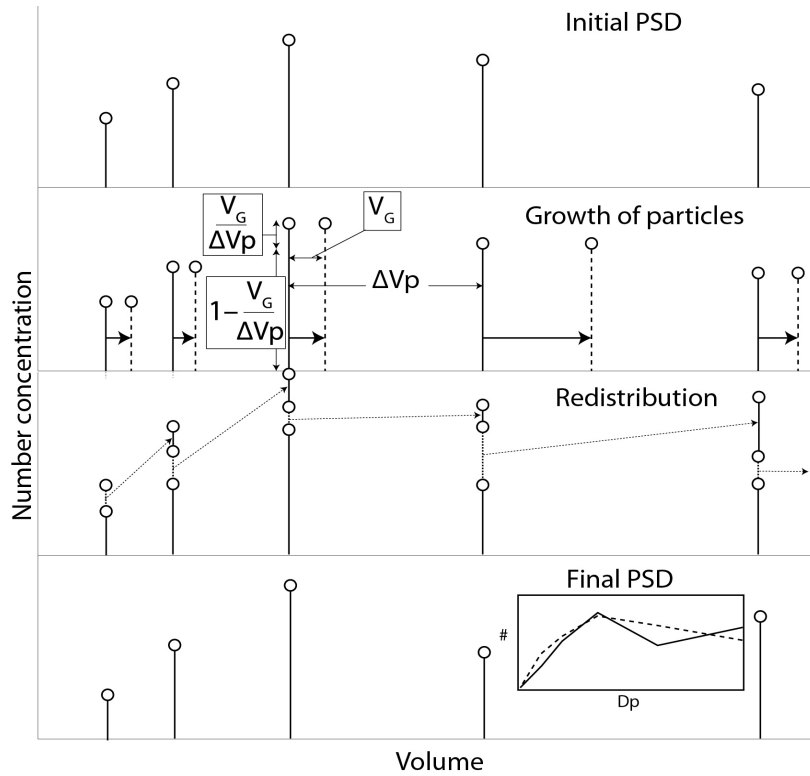 Initial PSD
Growth of particles
V_G
ΔVp
V_G
ΔVp
1− V_G
ΔVp
Redistribution
Final PSD
#
Dp
Number concentration
Volume